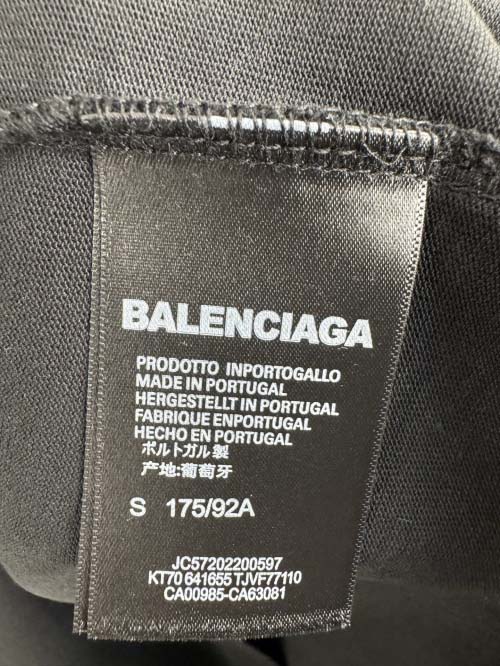 BALENCIAGA
PRODOTTO INPORTOGALLO
MADE IN PORTUGAL
HERGESTELLT IN PORTUGAL
FABRIQUE ENPORTUGAL
HECHO EN PORTUGAL
ポルトガル製
产地:葡萄牙
S 175/92A
JC57202200597
KT70 641655 TJVF77110
CA00985-CA63081